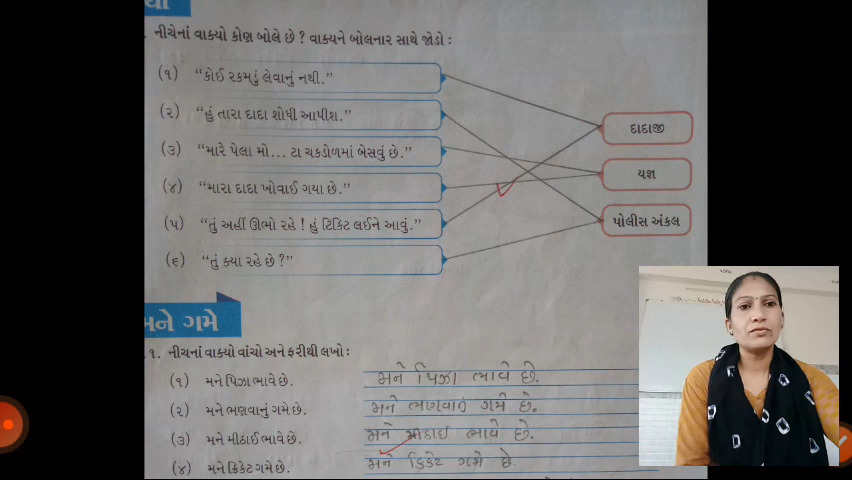 . નીચેનાં વાક્યો કોણ બોલે છે ? વાક્યને બોલનાર સાથે જોડો :
(૧) “કોઈ રકમડું લેવાનું નથી.”
(૨) “હું તારા દાદા શોધી આપીશ.”
દાદાજી
(૩) “મારે પેલા મો... ટા ચકડોળમાં બેસવું છે.”
યજ્ઞ
(૪) “મારા દાદા ખોવાઈ ગયા છે.”
(૫) “તું અહીં ઊભો રહે ! હું ટિકિટ લઈને આવું.”
પોલીસ અંકલ
(૬) “તું ક્યા રહે છે ?”
મને ગમે
૧. નીચનાં વાક્યો વાંચો અને ફરીથી લખો :
(૧) મને પિઝા ભાવે છે. મને પિઝા ભાવે છે.
(૨) મને ભણવાનું ગમે છે. મને ભણવાનું ગમે છે.
(૩) મને મીઠાઈ ભાવે છે. મને મીઠાઈ ભાવે છે.
(૪) મને ક્રિકેટ ગમે છે. મને ક્રિકેટ ગમે છે.